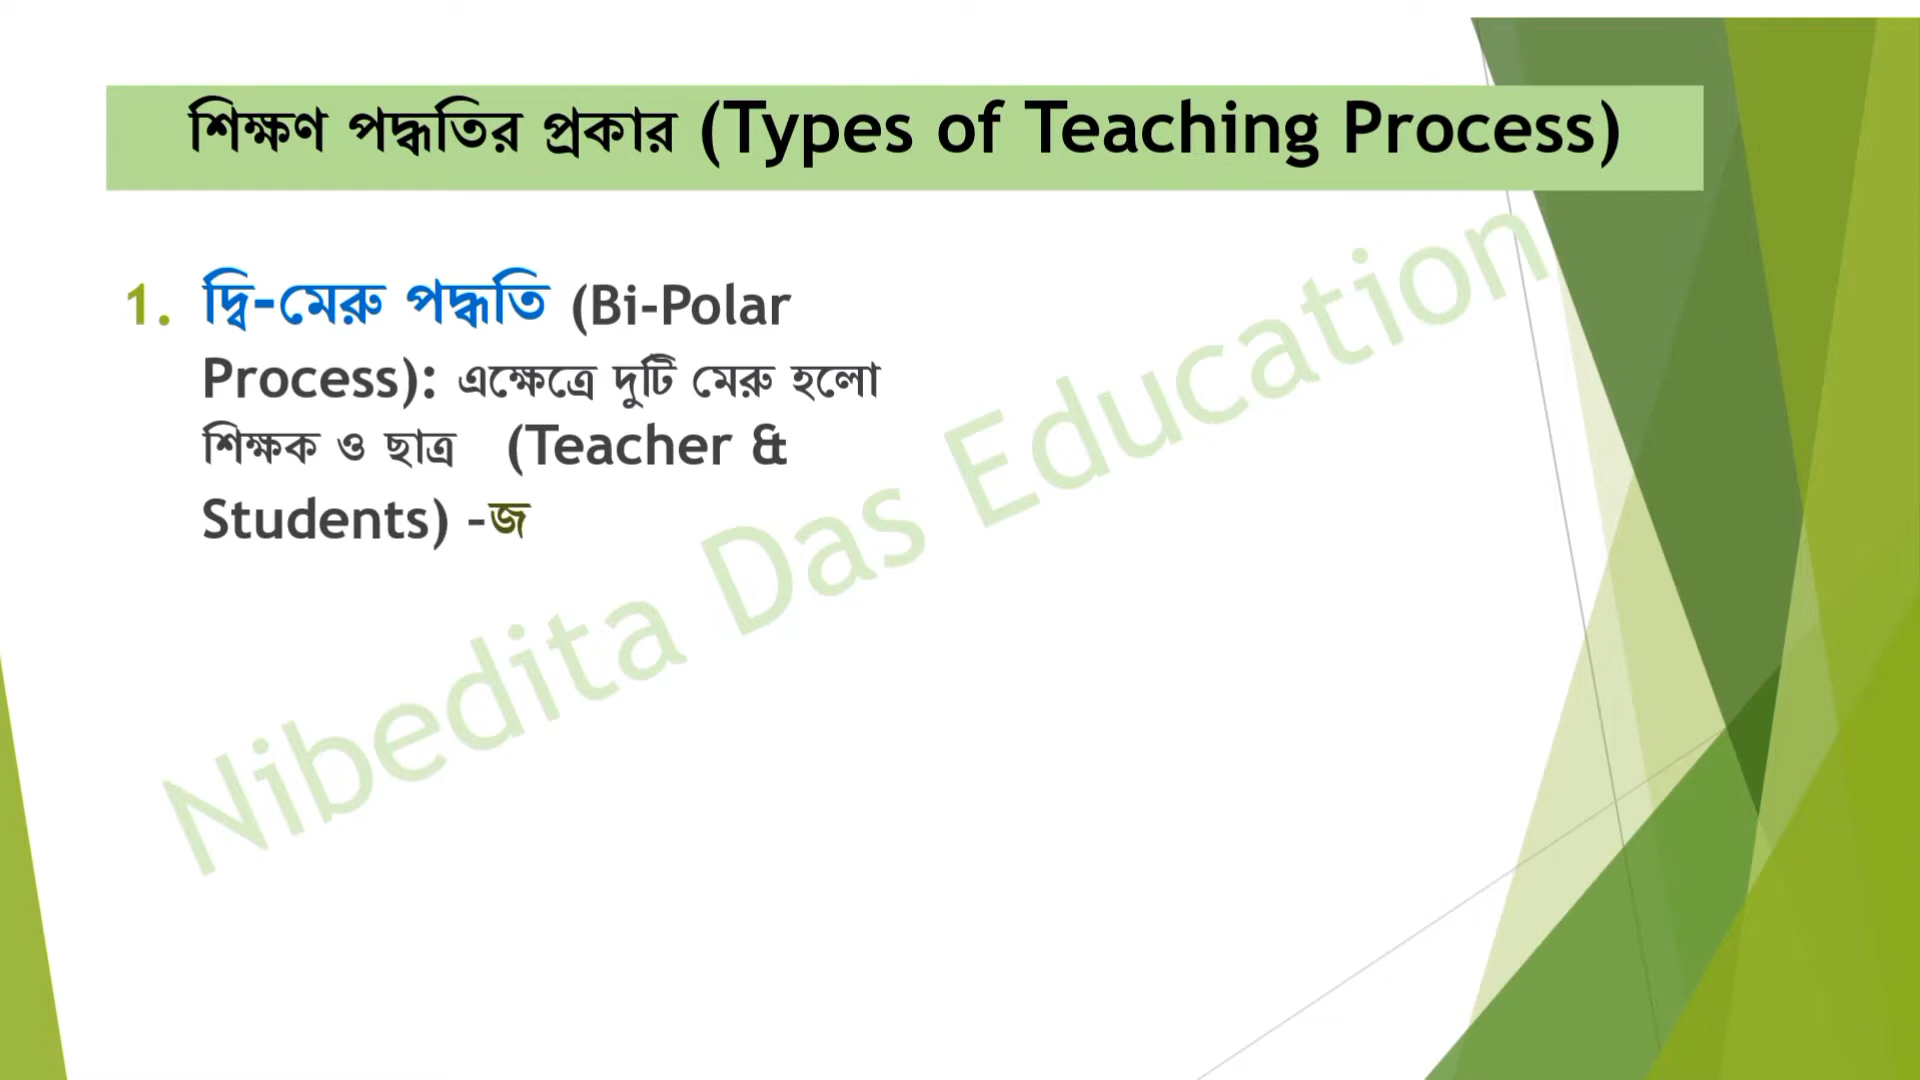 শিক্ষণ পদ্ধতির প্রকার (Types of Teaching Process)
1. দ্বি-মেরু পদ্ধতি (Bi-Polar
Process): এক্ষেত্রে দুটি মেরু হলো
শিক্ষক ও ছাত্র (Teacher &
Students) -জ
Nibedita Das Education